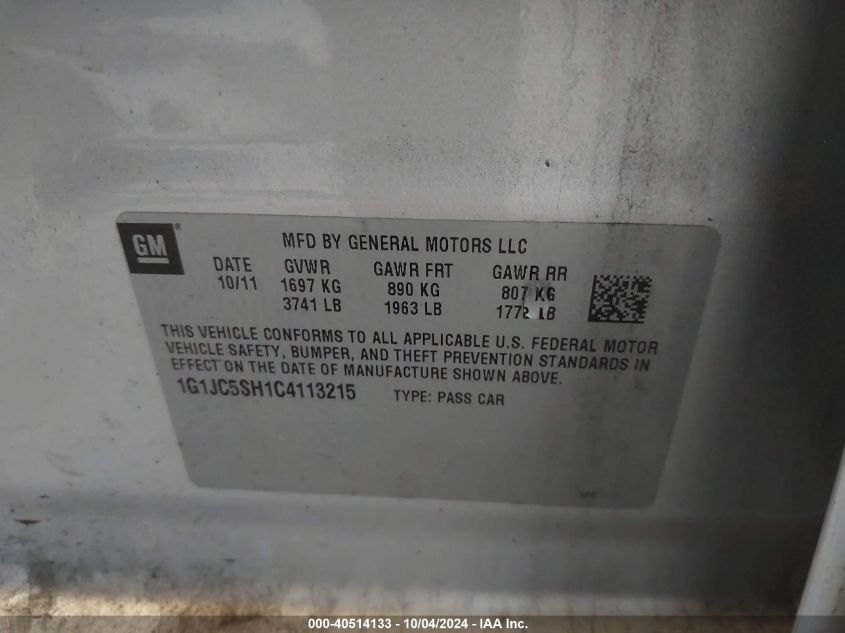 GM®
MFD BY GENERAL MOTORS LLC
DATE GVWR GAWR FRT GAWR RR
10/11 1697 KG 890 KG 807 KG
3741 LB 1963 LB 1778 LB
THIS VEHICLE CONFORMS TO ALL APPLICABLE U.S. FEDERAL MOTOR
VEHICLE SAFETY, BUMPER, AND THEFT PREVENTION STANDARDS IN
EFFECT ON THE DATE OF MANUFACTURE SHOWN ABOVE.
1G1JC5SH1C4113215 TYPE: PASS CAR
000-40514133 - 10/04/2024 - IAA Inc.